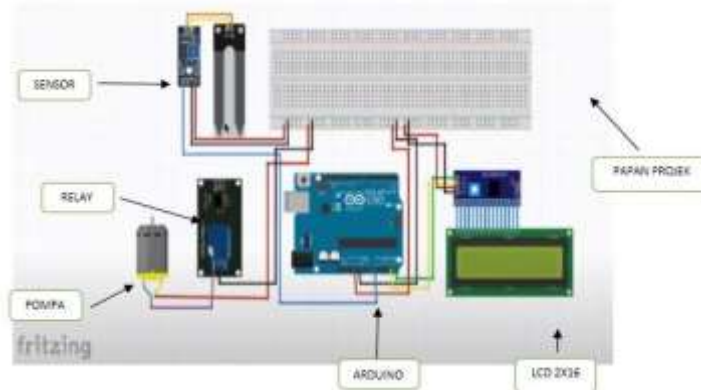 SENSOR
PAPAN PROJEK
RELAY
POMPA
ARDUINO
LCD 2X16
fritzing